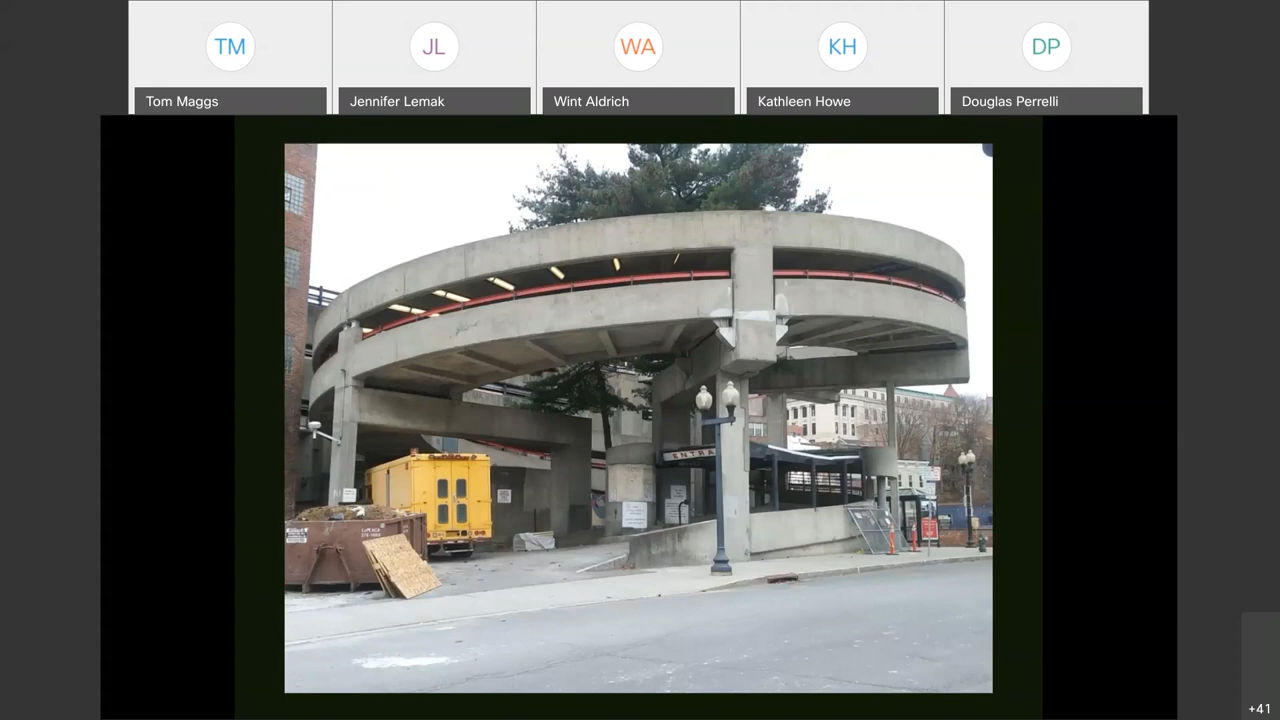 TM
JL
WA
KH
DP
Tom Maggs
Jennifer Lemak
Wint Aldrich
Kathleen Howe
Douglas Perrelli
ENTRA
+41